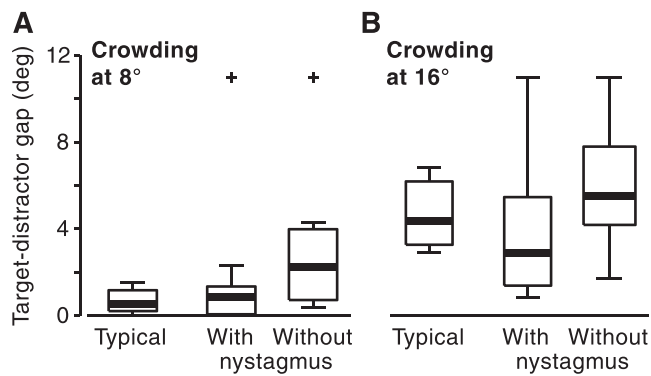 A
Crowding
at 8°
Target-distractor gap (deg)
12
8
4
0
Typical
With
Without
nystagmus
B
Crowding
at 16°
Typical
With
Without
nystagmus